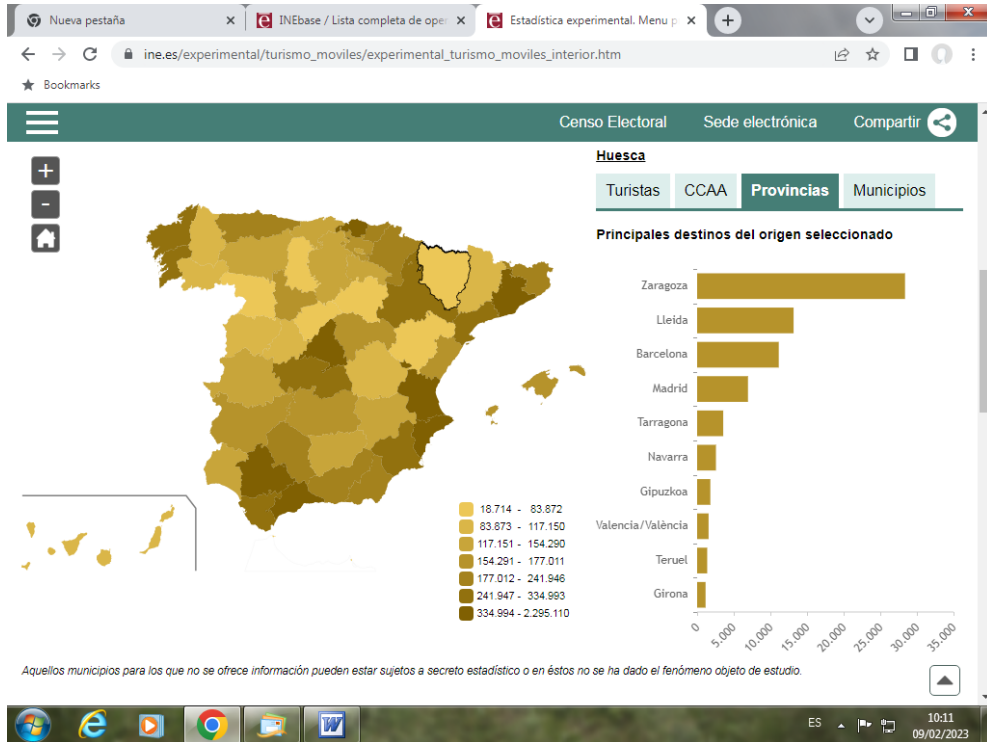 Nueva pestaña
INEbase / Lista completa de oper
Estadística experimental. Menu p
ine.es/experimental/turismo_moviles/experimental_turismo_moviles_interior.htm
Bookmarks
Censo Electoral Sede electrónica Compartir
+
-
Huesca
Turistas CCAA Provincias Municipios
Principales destinos del origen seleccionado
Zaragoza
Lleida
Barcelona
Madrid
Tarragona
Navarra
Gipuzkoa
Valencia/València
Teruel
Girona
0 5.000 10.000 15.000 20.000 25.000 30.000 35.000
18.714 - 83.872
83.873 - 117.150
117.151 - 154.290
154.291 - 177.011
177.012 - 241.946
241.947 - 334.993
334.994 - 2.295.110
Aquellos municipios para los que no se ofrece información pueden estar sujetos a secreto estadístico o en éstos no se ha dado el fenómeno objeto de estudio.
ES
10:11
09/02/2023